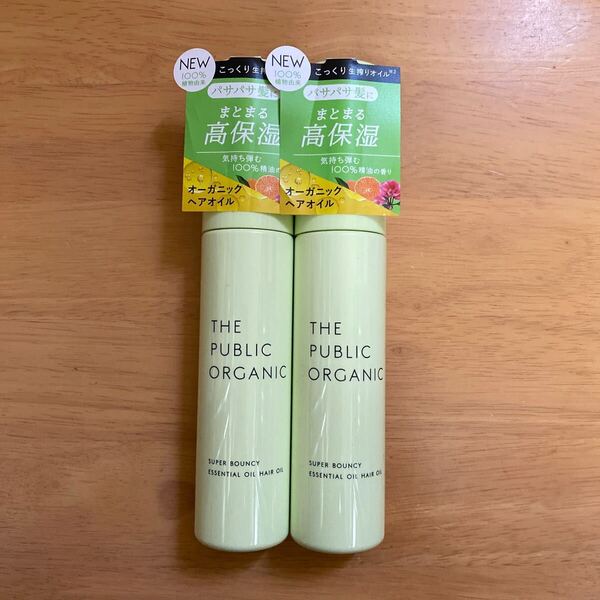 NEW
100%
植物由来
こっくり生搾
パサパサ髪に
まとまる
高保湿
気持ち弾む
100%精油の
オーガニック
ヘアオイル
THE
PUBLIC
ORGANIC
SUPER BOUNCY
ESSENTIAL OIL HAIR OIL
NEW
100%
植物由来
こっくり生搾りオイル※2
パサパサ髪に
まとまる
高保湿
気持ち弾む
100%精油の香り
オーガニック
ヘアオイル
THE
PUBLIC
ORGANIC
SUPER BOUNCY
ESSENTIAL OIL HAIR OIL